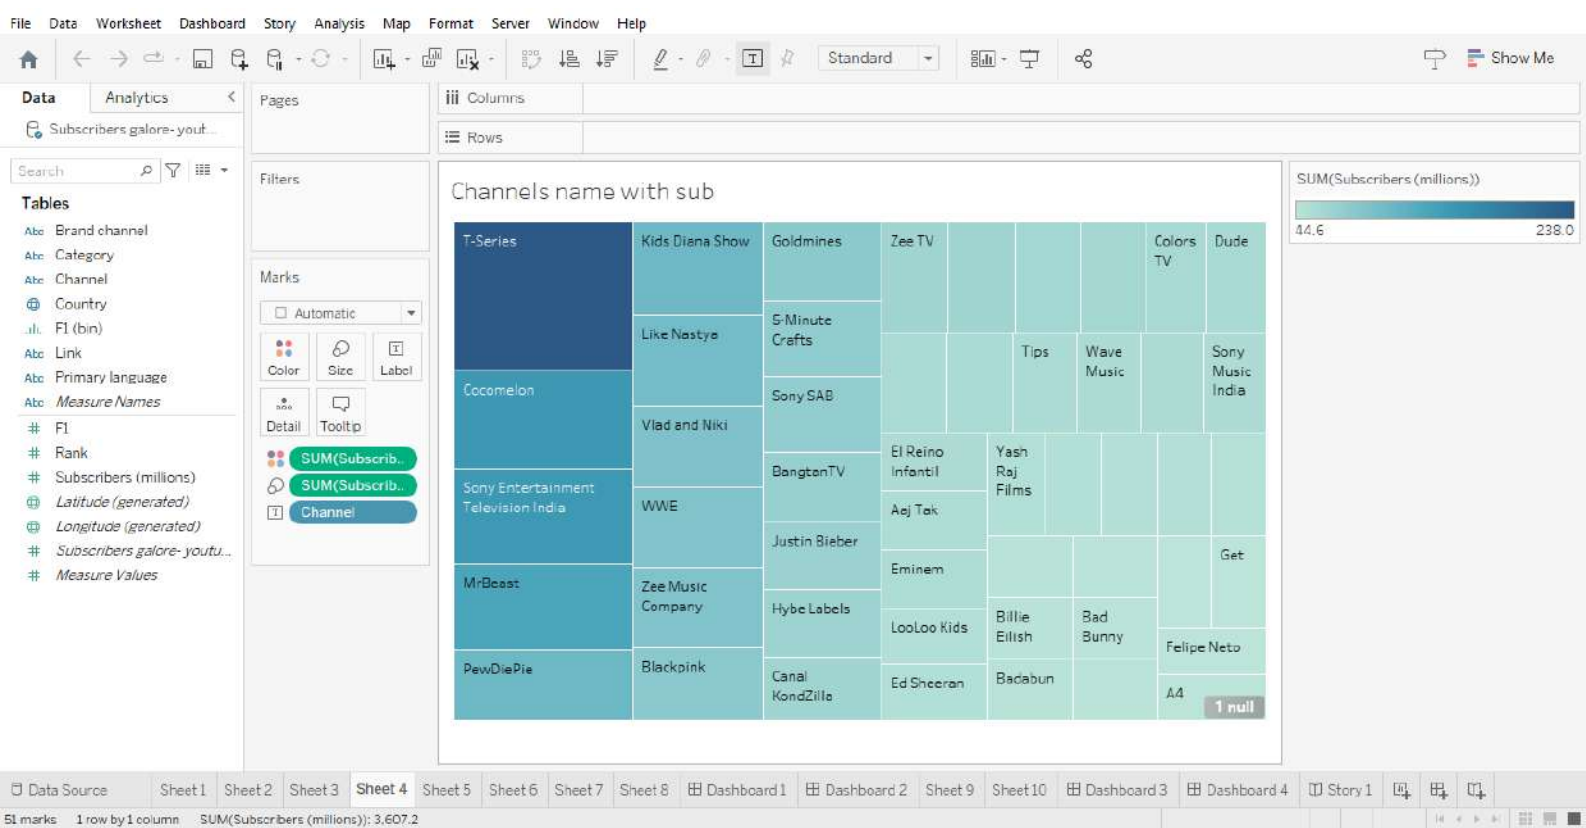 File Data Worksheet Dashboard Story Analysis Map Format Server Window Help
Standard
Show Me
Data Analytics
Subscribers galore- yout...
Search
Tables
Abc Brand channel
Abc Category
Abc Channel
Country
F1 (bin)
Abc Link
Abc Primary language
Abc Measure Names
# F1
# Rank
# Subscribers (millions)
Latitude (generated)
Longitude (generated)
# Subscribers galore- youtu...
# Measure Values
Pages
Filters
Marks
Automatic
Color Size Label
Detail Tooltip
SUM(Subscrib..
SUM(Subscrib..
Channel
Columns
Rows
Channels name with sub
T-Series
Cocomelon
Sony Entertainment
Television India
MrBeast
PewDiePie
Kids Diana Show
Like Nastya
Vlad and Niki
WWE
Zee Music
Company
Blackpink
Goldmines
5-Minute
Crafts
Sony SAB
BangtanTV
Justin Bieber
Hybe Labels
Canal
KondZilla
Zee TV
Colors
TV
Dude
Tips
Wave
Music
Sony
Music
India
El Reino
Infantil
Aaj Tak
Eminem
LooLoo Kids
Ed Sheeran
Yash
Raj
Films
Billie
Eilish
Badabun
Bad
Bunny
Get
Felipe Neto
A4
1 null
SUM(Subscribers (millions))
44.6 238.0
Data Source Sheet 1 Sheet 2 Sheet 3 Sheet 4 Sheet 5 Sheet 6 Sheet 7 Sheet 8 Dashboard 1 Dashboard 2 Sheet 9 Sheet 10 Dashboard 3 Dashboard 4 Story 1
51 marks 1 row by 1 column SUM(Subscribers (millions)): 3,607.2